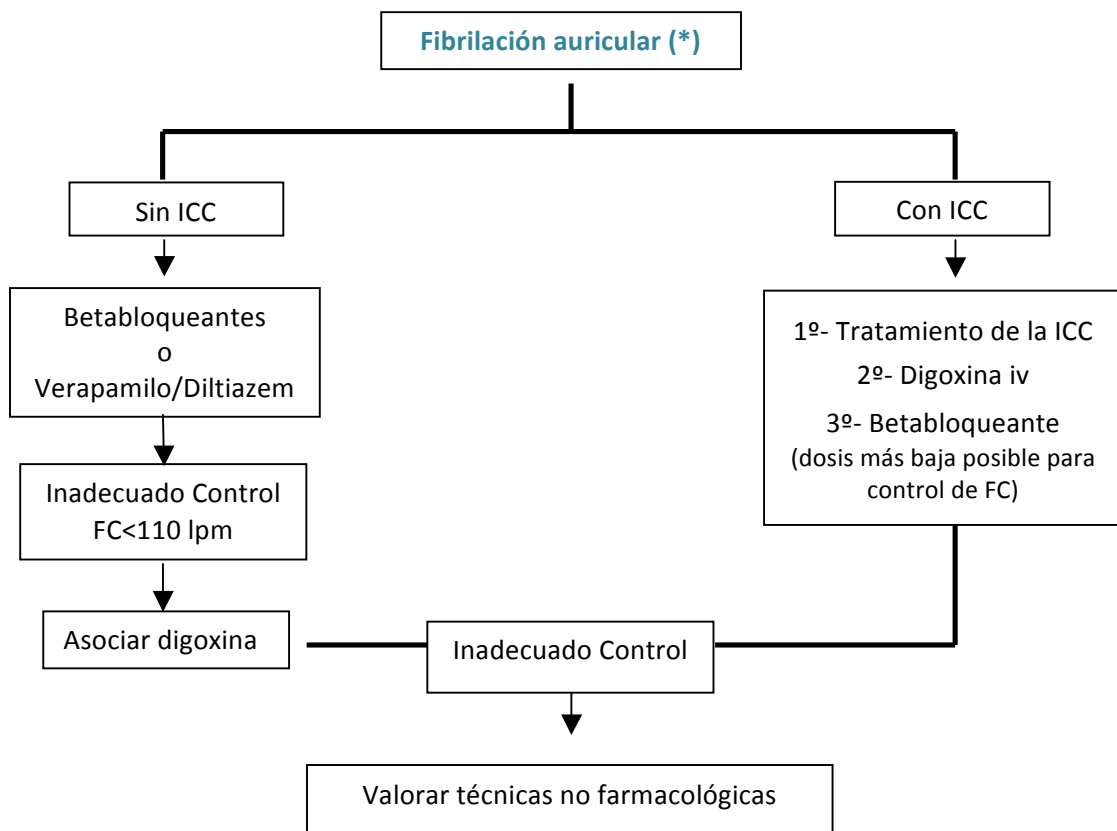 Fibrilación auricular (*)
Sin ICC
Con ICC
Betabloqueantes
o
Verapamilo/Diltiazem
1º- Tratamiento de la ICC
2º- Digoxina iv
3º- Betabloqueante
(dosis más baja posible para
control de FC)
Inadecuado Control
FC<110 lpm
Asociar digoxina
Inadecuado Control
Valorar técnicas no farmacológicas